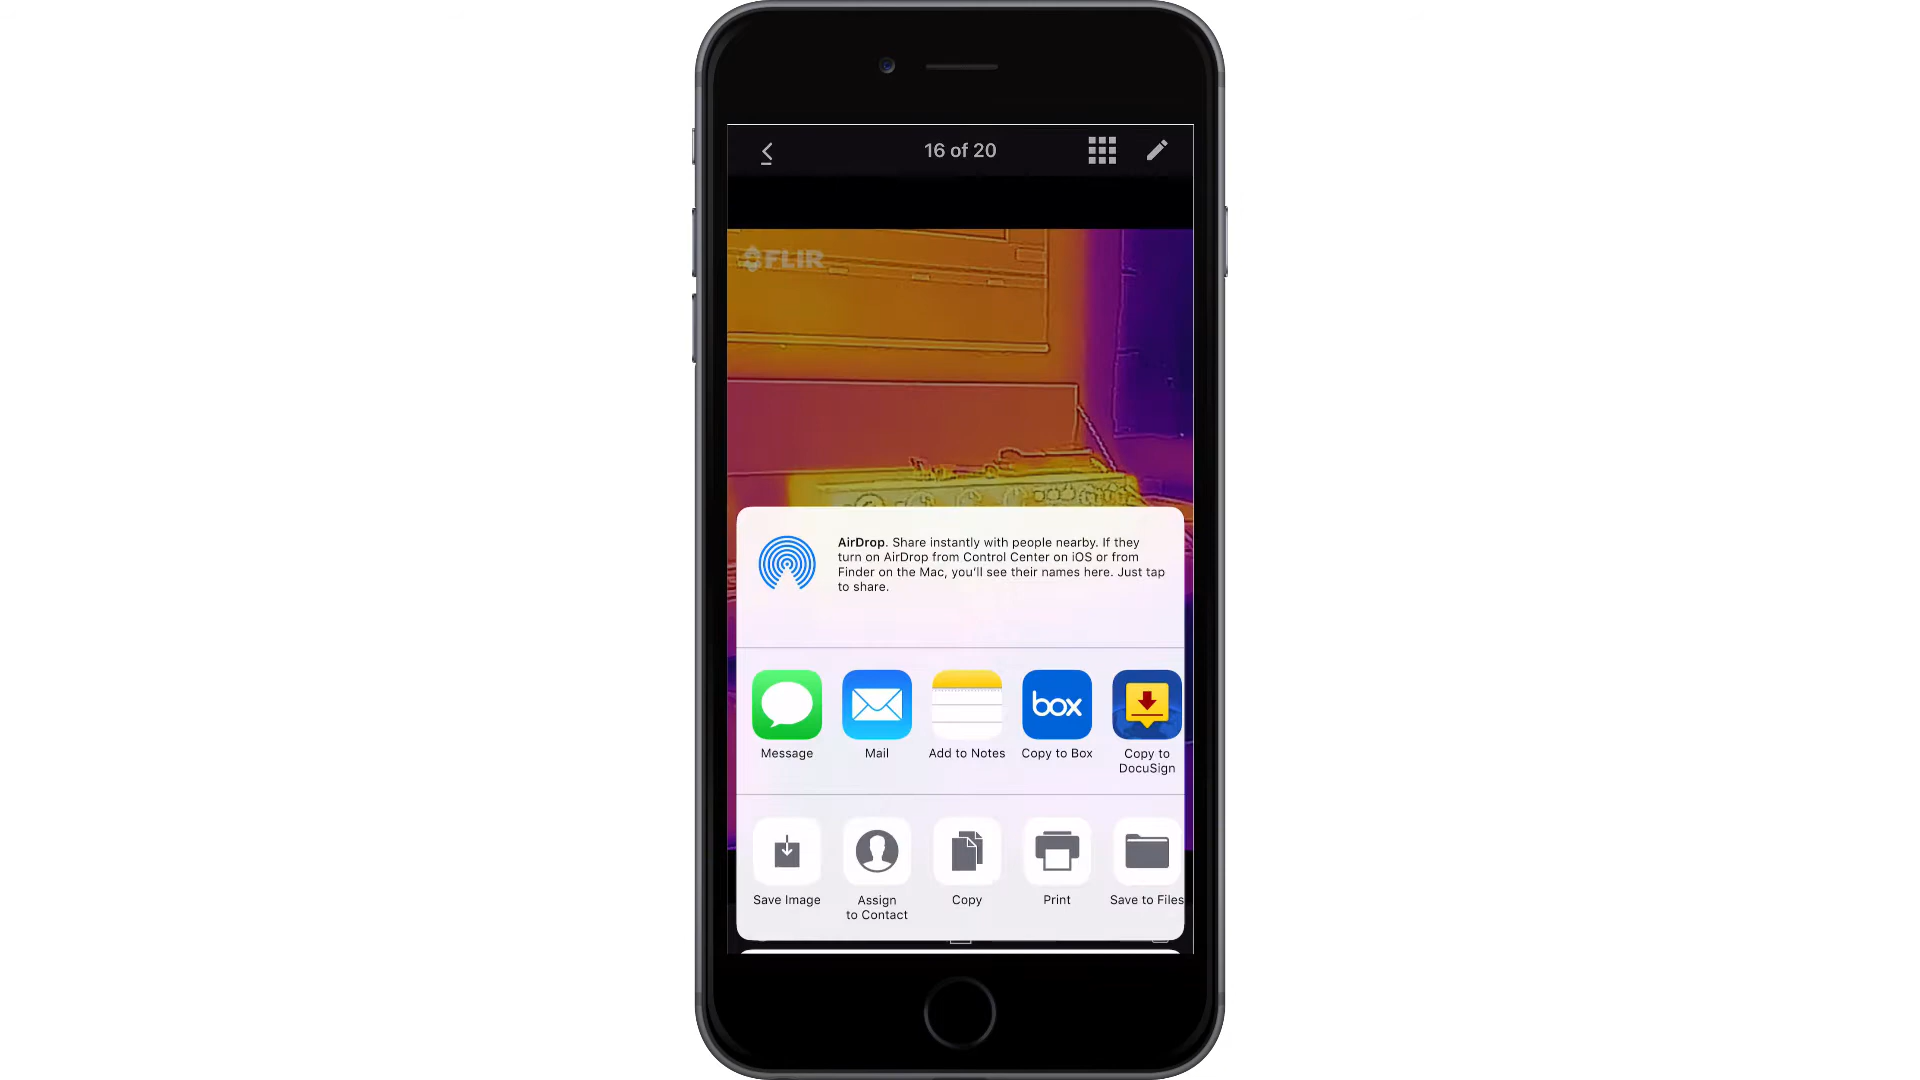 16 of 20
FLIR
AirDrop. Share instantly with people nearby. If they
turn on AirDrop from Control Center on iOS or from
Finder on the Mac, you'll see their names here. Just tap
to share.
box
Message
Mail
Add to Notes
Copy to Box
Copy to
DocuSign
Save Image
Assign
to Contact
Copy
Print
Save to Files